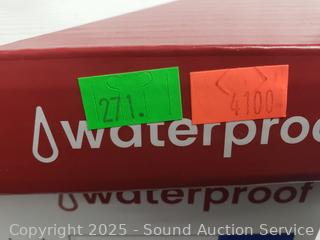 271.
4100
waterproo
waterproof
Copyright © 2025 - Sound Auction Service